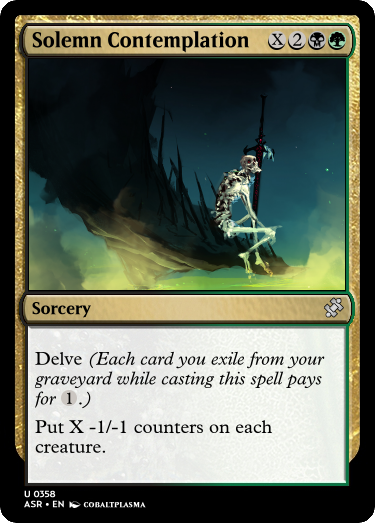 Solemn Contemplation X 2
Sorcery
Delve (Each card you exile from your
graveyard while casting this spell pays
for 1.)
Put X -1/-1 counters on each
creature.
U 0358
ASR • EN COBALTPLASMA